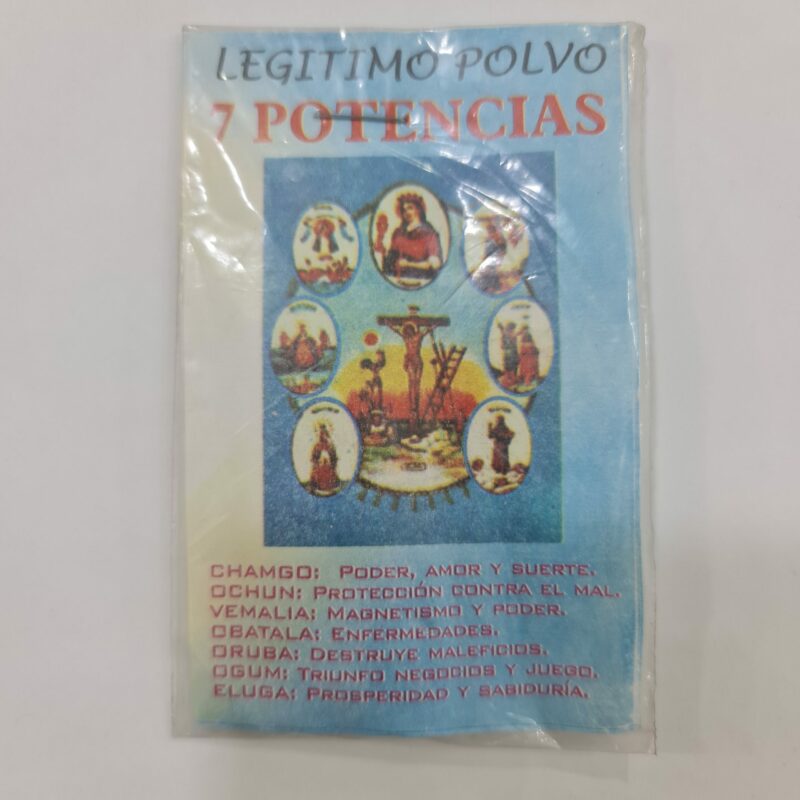 LEGITIMO POLVO
7 POTENCIAS
CHAMGO: PODER, AMOR Y SUERTE.
OCHUN: PROTECCIÓN CONTRA EL MAL.
VEMALIA: MAGNETISMO Y PODER.
OBATALA: ENFERMEDADES.
ORUBA: DESTRUYE MALEFICIOS.
OGUM: TRIUNFO NEGOCIOS Y JUEGO.
ELUGA: PROSPERIDAD Y SABIDURÍA.